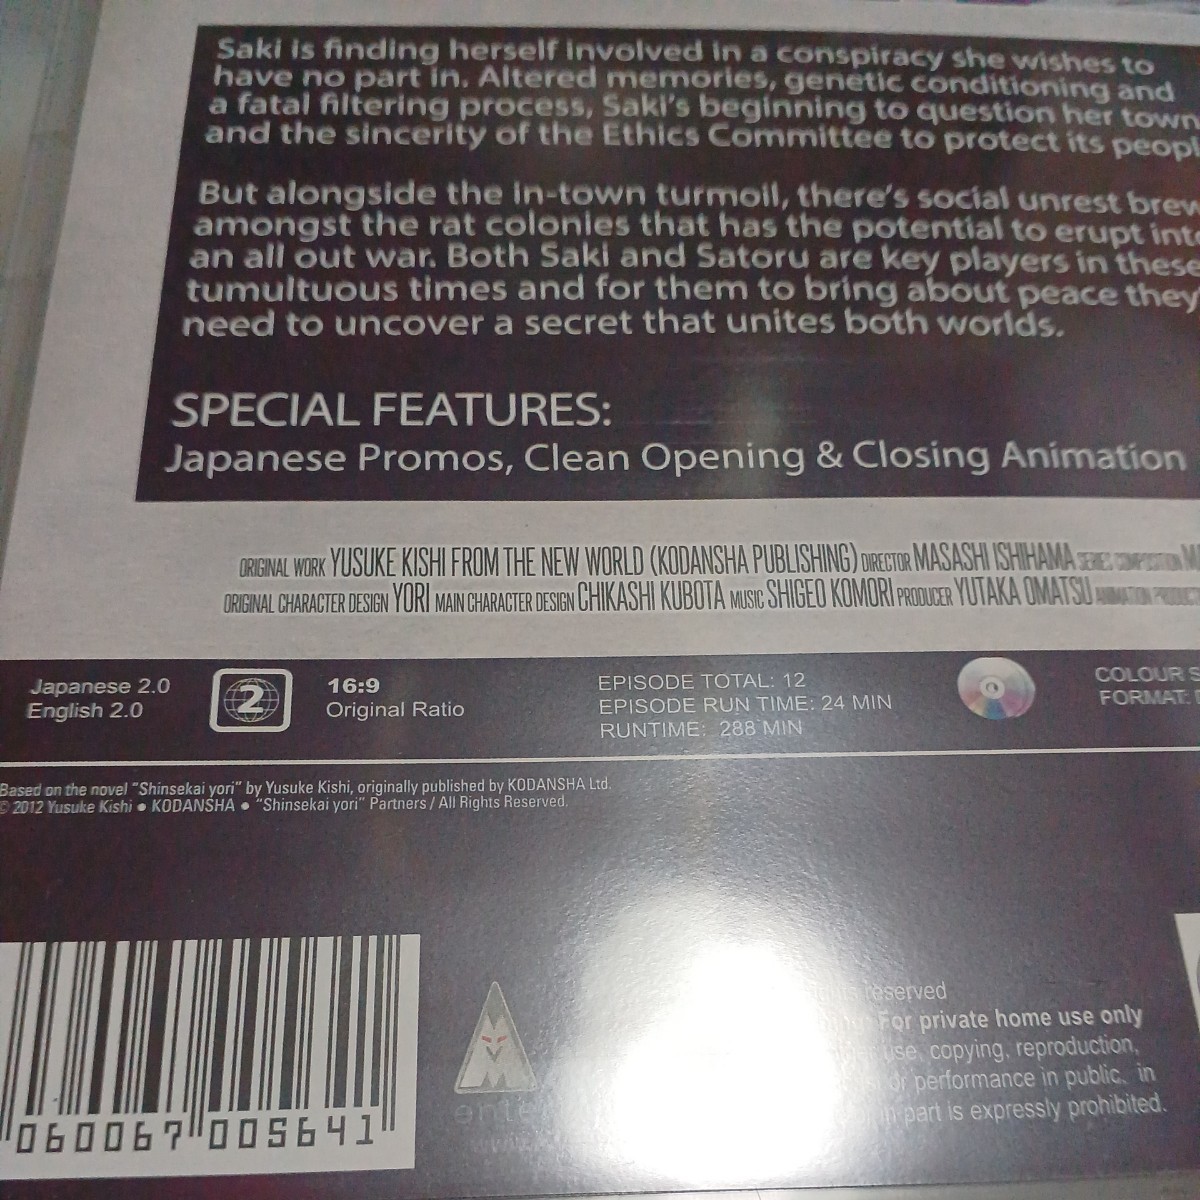 Saki is finding herself involved in a conspiracy she wishes to
have no part in. Altered memories, genetic conditioning and
a fatal filtering process, Saki's beginning to question her town
and the sincerity of the Ethics Committee to protect its peopl
But alongside the in-town turmoil, there's social unrest brew
amongst the rat colonies that has the potential to erupt into
an all out war. Both Saki and Satoru are key players in these
tumultuous times and for them to bring about peace they
need to uncover a secret that unites both worlds.
SPECIAL FEATURES:
Japanese Promos, Clean Opening & Closing Animation
ORIGINAL WORK YUSUKE KISHI FROM THE NEW WORLD (KODANSHA PUBLISHING) DIRECTOR MASASHI ISHIHAMA SERIES COMPOSITION
ORIGINAL CHARACTER DESIGN YORI MAIN CHARACTER DESIGN CHIKASHI KUBOTA MUSIC SHIGEO KOMORI PRODUCER YUTAKA OMATSU ANIMATION PRODUCT
Japanese 2.0
English 2.0
2
16:9
Original Ratio
EPISODE TOTAL: 12
EPISODE RUN TIME: 24 MIN
RUNTIME: 288 MIN
COLOUR S
FORMAT:
Based on the novel "Shinsekai yori" by Yusuke Kishi, originally published by KODANSHA Ltd.
© 2012 Yusuke Kishi ● KODANSHA ● "Shinsekai yori" Partners / All Rights Reserved.
060067 005641
reserved
For private home use only
use, copying, reproduction,
or performance in public, in
in part is expressly prohibited.